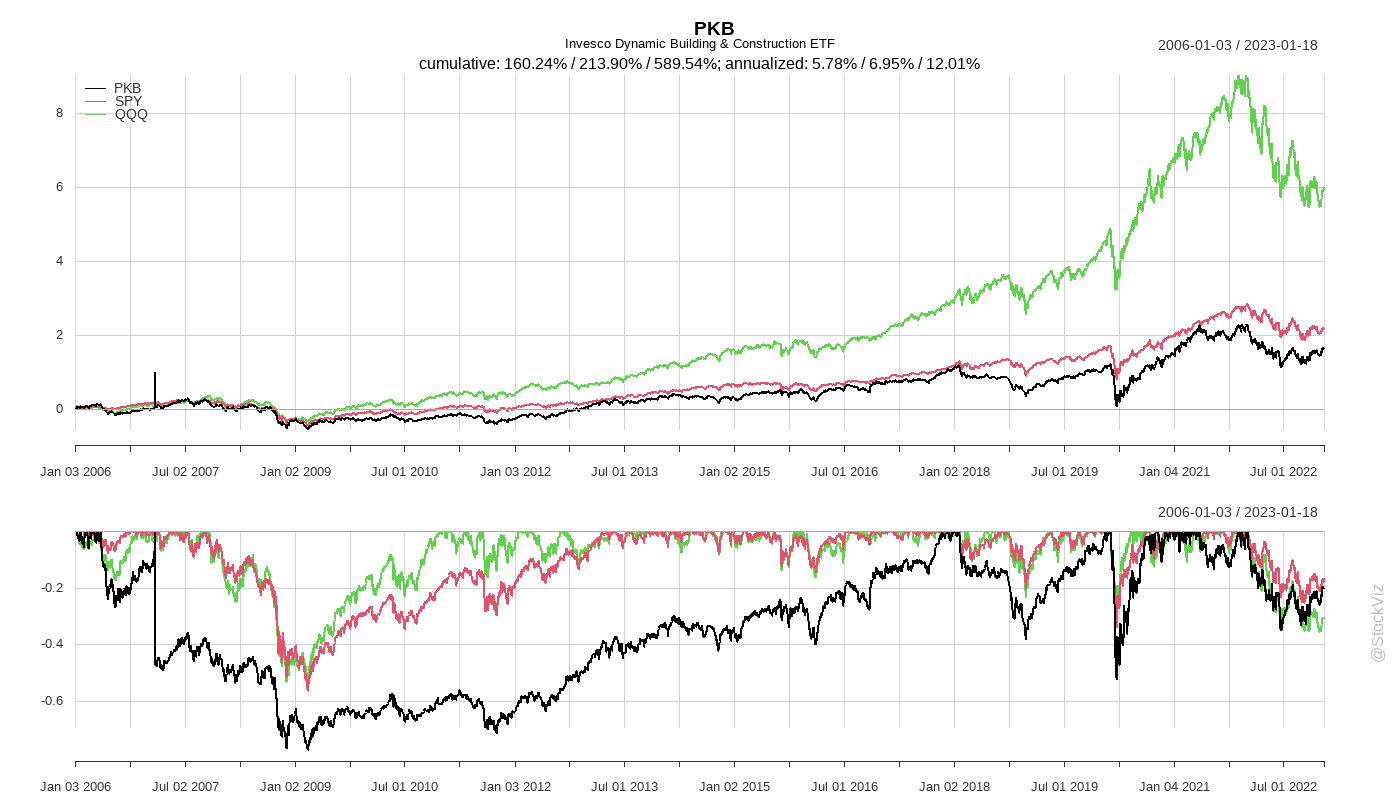 PKB
Invesco Dynamic Building & Construction ETF
2006-01-03 / 2023-01-18
cumulative: 160.24% / 213.90% / 589.54%; annualized: 5.78% / 6.95% / 12.01%
PKB
SPY
QQQ
8
6
4
2
0
Jan 03 2006 Jul 02 2007 Jan 02 2009 Jul 01 2010 Jan 03 2012 Jul 01 2013 Jan 02 2015 Jul 01 2016 Jan 02 2018 Jul 01 2019 Jan 04 2021 Jul 01 2022
2006-01-03 / 2023-01-18
-0.2
-0.4
-0.6
Jan 03 2006 Jul 02 2007 Jan 02 2009 Jul 01 2010 Jan 03 2012 Jul 01 2013 Jan 02 2015 Jul 01 2016 Jan 02 2018 Jul 01 2019 Jan 04 2021 Jul 01 2022
@StockViz